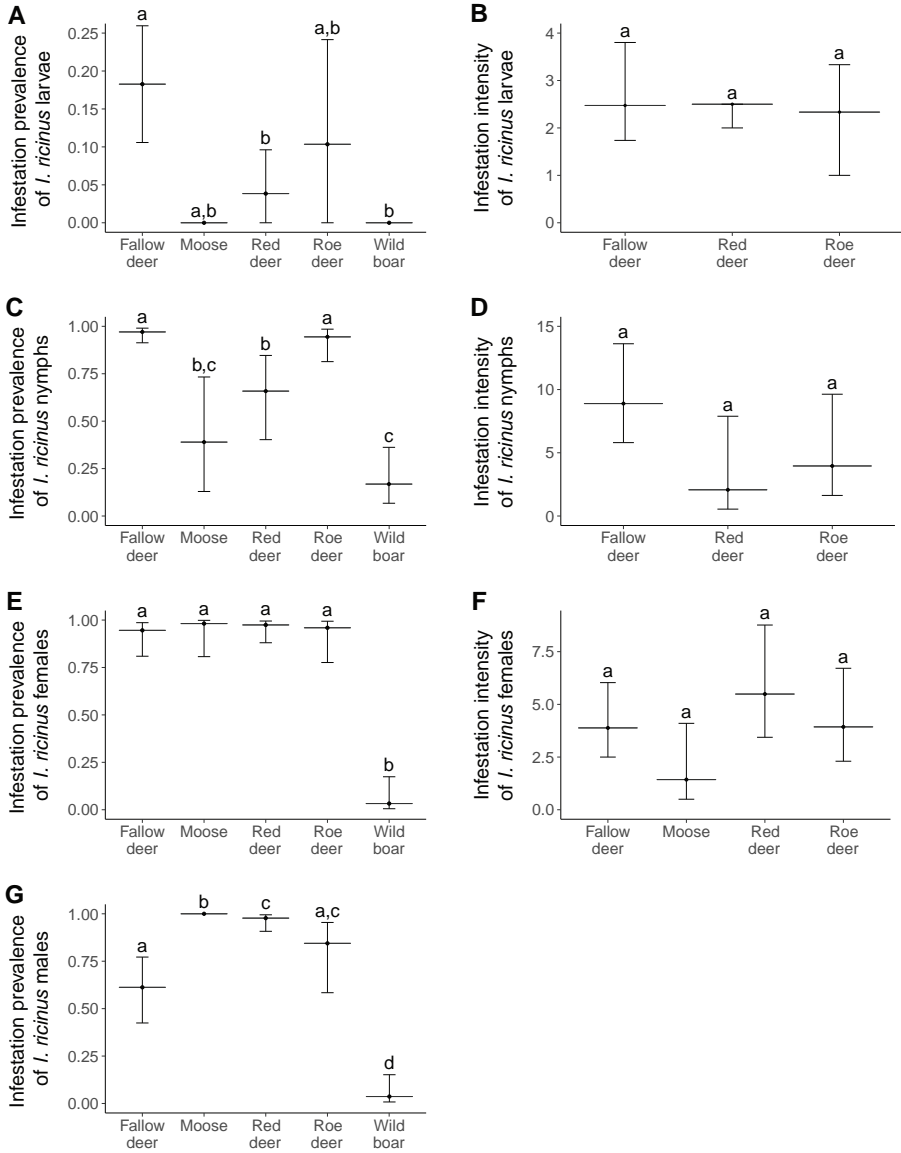 A
Infestation prevalence
of I. ricinus larvae
0.25
0.20
0.15
0.10
0.05
0.00
a
a,b
b
a,b
b
Fallow Moose Red Roe Wild
deer deer deer boar
B
Infestation intensity
of I. ricinus larvae
4
3
2
1
0
a
a
a
Fallow Red Roe
deer deer deer
C
Infestation prevalence
of I. ricinus nymphs
1.00
0.75
0.50
0.25
0.00
a
b,c
b
a
c
Fallow Moose Red Roe Wild
deer deer deer boar
D
Infestation intensity
of I. ricinus nymphs
15
10
5
0
a
a
a
Fallow Red Roe
deer deer deer
E
Infestation prevalence
of I. ricinus females
1.00
0.75
0.50
0.25
0.00
a
a
a
a
b
Fallow Moose Red Roe Wild
deer deer deer boar
F
Infestation intensity
of I. ricinus females
7.5
5.0
2.5
0.0
a
a
a
a
Fallow Moose Red Roe
deer deer deer
G
Infestation prevalence
of I. ricinus males
1.00
0.75
0.50
0.25
0.00
a
b
c
a,c
d
Fallow Moose Red Roe Wild
deer deer deer boar